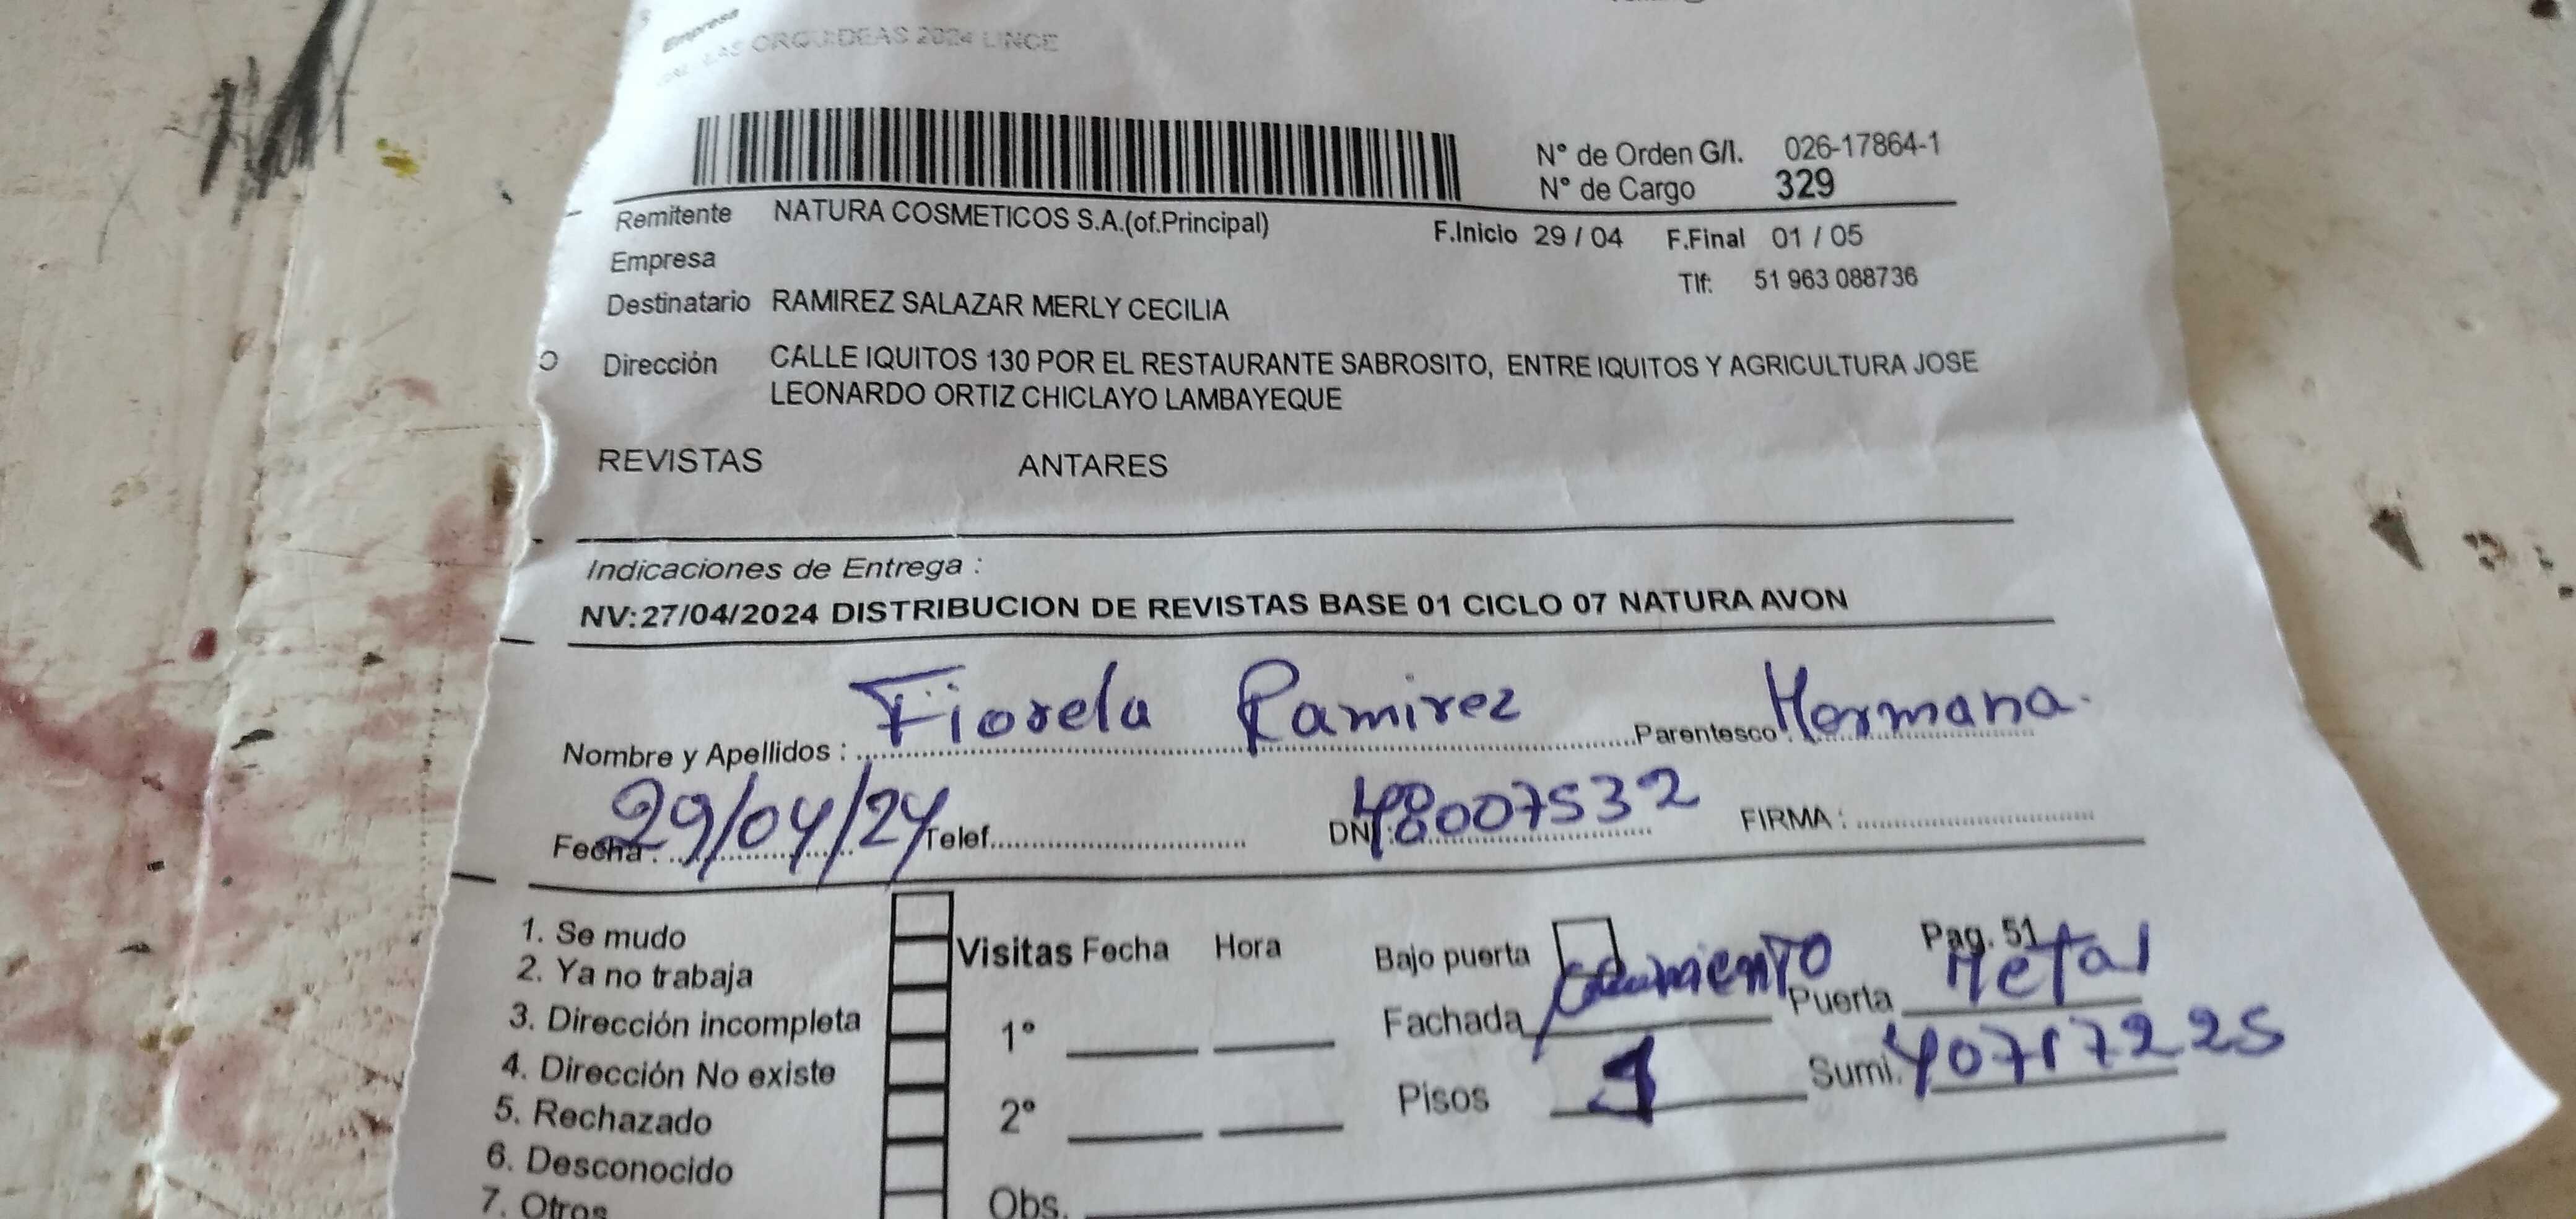 Empresa
LAS ORQUIDEAS 2024 LINCE
N° de Orden G/I. 026-17864-1
N° de Cargo 329
Remitente NATURA COSMETICOS S.A.(of.Principal) F.Inicio 29 / 04 F.Final 01 / 05
Empresa
Tlf: 51 963 088736
Destinatario RAMIREZ SALAZAR MERLY CECILIA
Dirección CALLE IQUITOS 130 POR EL RESTAURANTE SABROSITO, ENTRE IQUITOS Y AGRICULTURA JOSE
LEONARDO ORTIZ CHICLAYO LAMBAYEQUE
REVISTAS ANTARES
Indicaciones de Entrega :
NV:27/04/2024 DISTRIBUCION DE REVISTAS BASE 01 CICLO 07 NATURA AVON
Nombre y Apellidos : Fiorela Ramirez Parentesco Hermana.
Fecha : 29/04/24 Telef. DNI : 48007532 FIRMA :
1. Se mudo
2. Ya no trabaja
3. Dirección incompleta
4. Dirección No existe
5. Rechazado
6. Desconocido
7. Otros
Visitas Fecha Hora
1°
2°
Obs.
Bajo puerta Pag. 51
Fachada Puerta Metal
Pisos 1 Sumi. 40717225